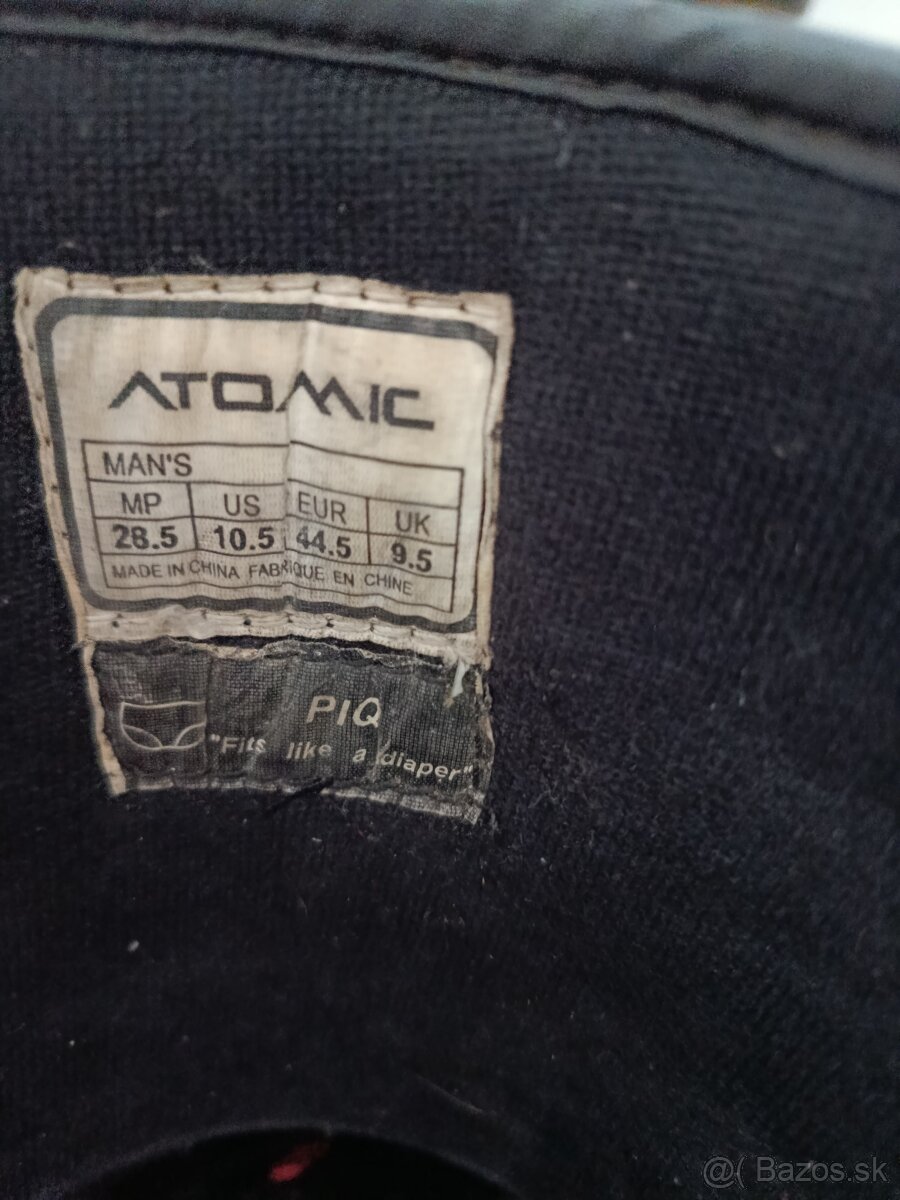 ATOMIC
MAN'S
MP US EUR UK
28.5 10.5 44.5 9.5
MADE IN CHINA FABRIQUE EN CHINE
PIQ
"Fits like a diaper"
@( Bazos.sk